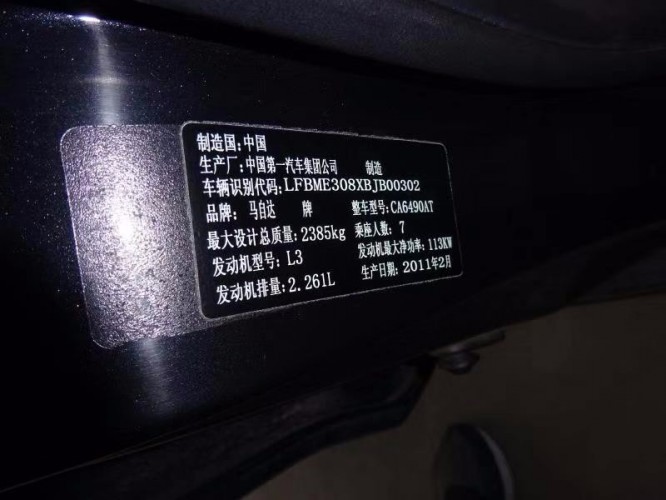 制造国:中国
生产厂:中国第一汽车集团公司 制造
车辆识别代码:LFBME308XBJB00302
品牌: 马自达 牌 整车型号:CA6490AT
最大设计总质量:2385kg 乘座人数:7
发动机型号:L3 发动机最大净功率:113KW
发动机排量:2.261L 生产日期:2011年2月